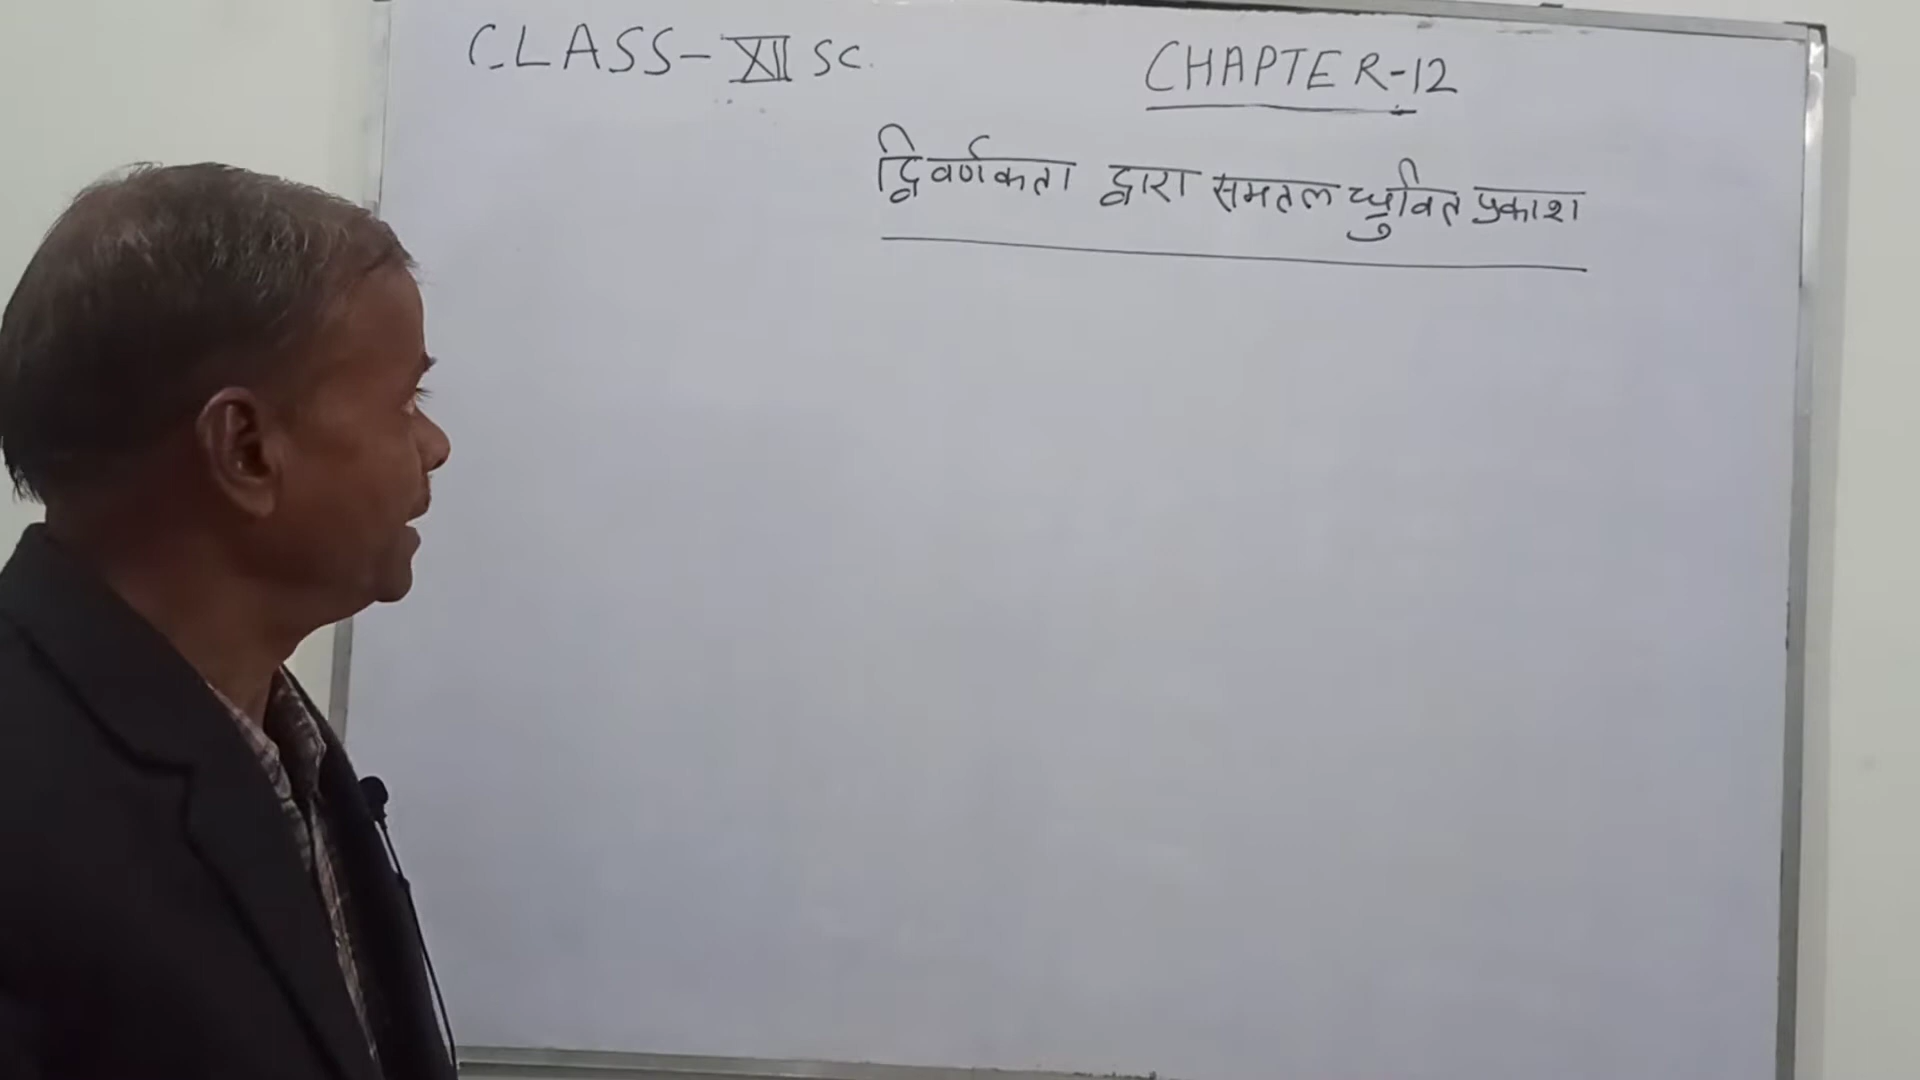 CLASS-XII SC.
CHAPTER-12
द्विवर्णकता द्वारा समतल ध्रुवित प्रकाश